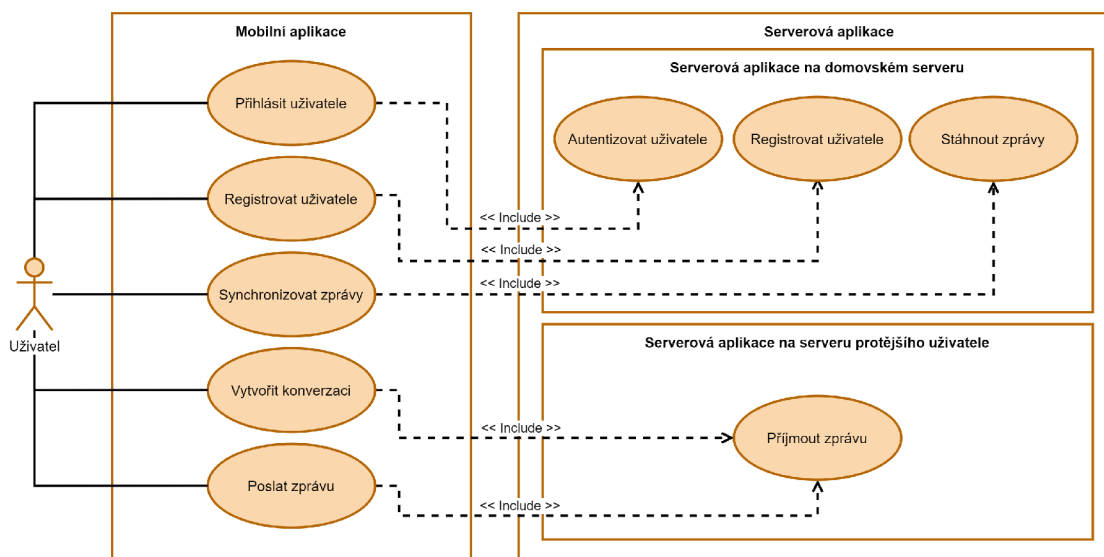 Mobilní aplikace
Serverová aplikace
Serverová aplikace na domovském serveru
Přihlásit uživatele
Autentizovat uživatele
Registrovat uživatele
Stáhnout zprávy
Registrovat uživatele
<< Include >>
<< Include >>
<< Include >>
Synchronizovat zprávy
Uživatel
Serverová aplikace na serveru protějšího uživatele
Vytvořit konverzaci
<< Include >>
Příjmout zprávu
Poslat zprávu
<< Include >>